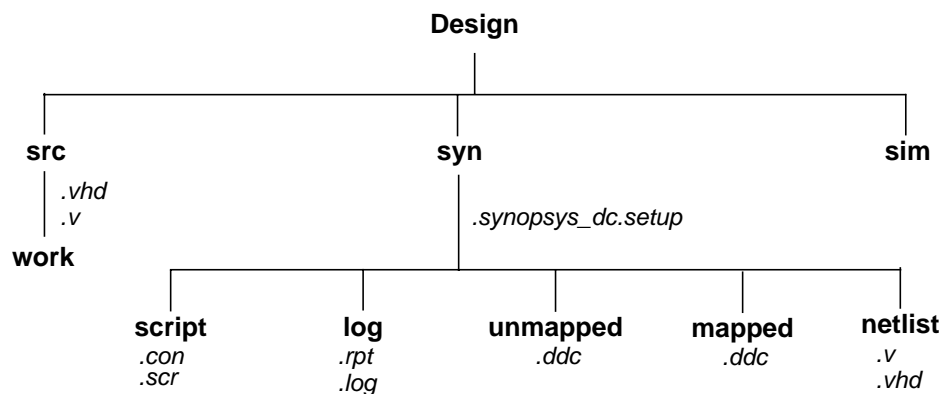 Design
src
syn
sim
.vhd
.v
.synopsys_dc.setup
work
script
log
unmapped
mapped
netlist
.con
.rpt
.ddc
.ddc
.v
.scr
.log
.vhd